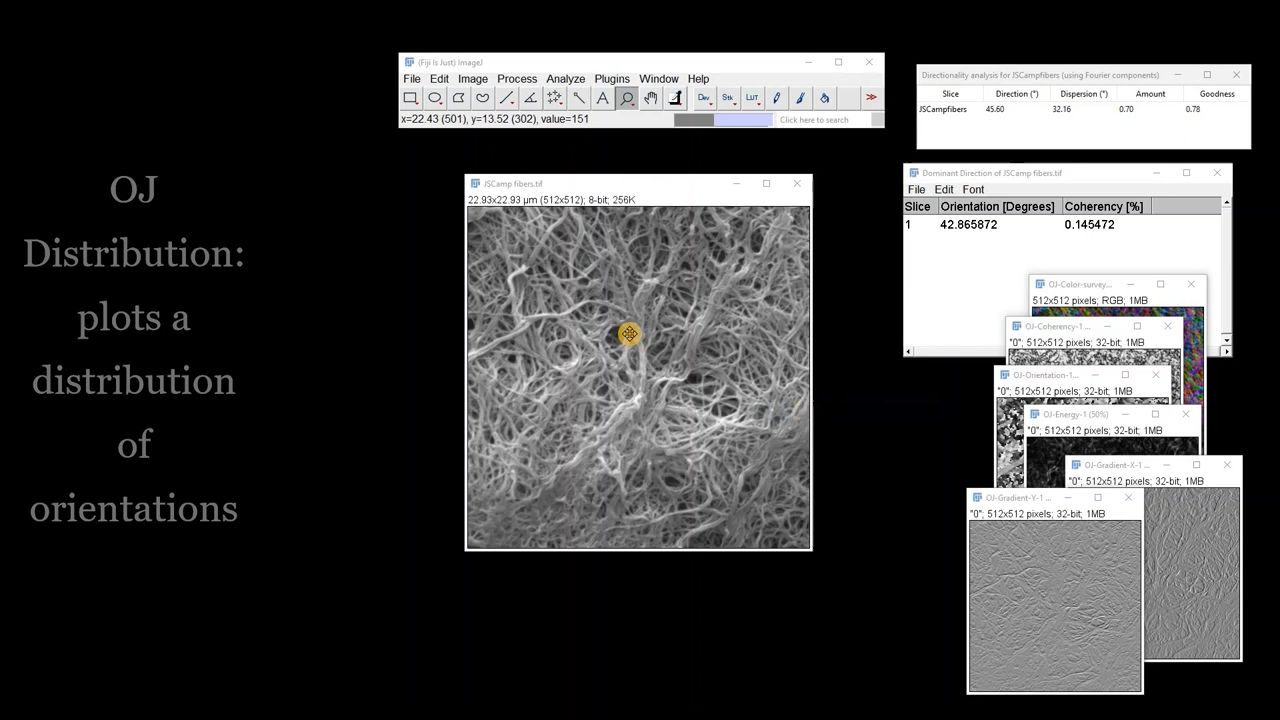 OJ
Distribution:
plots a
distribution
of
orientations
(Fiji Is Just) ImageJ
File Edit Image Process Analyze Plugins Window Help
Dev Stk LUT
x=22.43 (501), y=13.52 (302), value=151
Click here to search
JSCamp fibers.tif
22.93x22.93 µm (512x512); 8-bit; 256K
Directionality analysis for JSCampfibers (using Fourier components)
Slice Direction (°) Dispersion (°) Amount Goodness
JSCampfibers 45.60 32.16 0.70 0.78
Dominant Direction of JSCamp fibers.tif
File Edit Font
Slice Orientation [Degrees] Coherency [%]
1 42.865872 0.145472
OJ-Color-survey...
512x512 pixels; RGB; 1MB
OJ-Coherency-1 ...
"0"; 512x512 pixels; 32-bit; 1MB
OJ-Orientation-1...
"0"; 512x512 pixels; 32-bit; 1MB
OJ-Energy-1 (50%)
"0"; 512x512 pixels; 32-bit; 1MB
OJ-Gradient-X-1 ...
"0"; 512x512 pixels; 32-bit; 1MB
OJ-Gradient-Y-1 ...
"0"; 512x512 pixels; 32-bit; 1MB